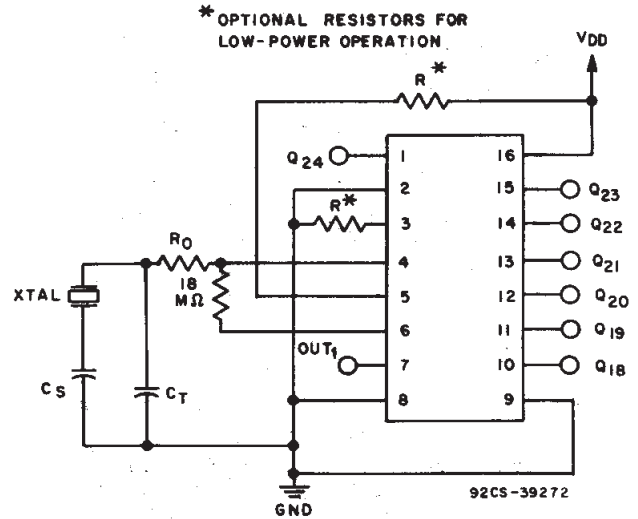 *OPTIONAL RESISTORS FOR
LOW-POWER OPERATION
VDD
R*
Q24
1
16
2
15
Q23
R*
3
14
Q22
RO
4
13
Q21
18
MΩ
XTAL
5
12
Q20
6
11
Q19
OUT1
7
10
Q18
CS
CT
8
9
92CS-39272
GND